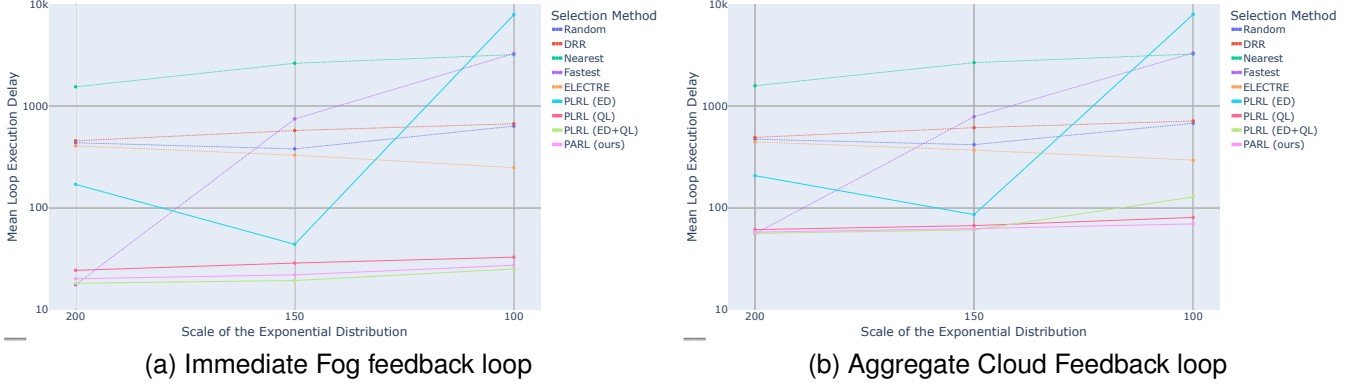 10k
1000
100
10
Mean Loop Execution Delay
200
150
100
Scale of the Exponential Distribution
Selection Method
Random
DRR
Nearest
Fastest
ELECTRE
PLRL (ED)
PLRL (QL)
PLRL (ED+QL)
PARL (ours)
(a) Immediate Fog feedback loop
10k
1000
100
10
Mean Loop Execution Delay
200
150
100
Scale of the Exponential Distribution
Selection Method
Random
DRR
Nearest
Fastest
ELECTRE
PLRL (ED)
PLRL (QL)
PLRL (ED+QL)
PARL (ours)
(b) Aggregate Cloud Feedback loop